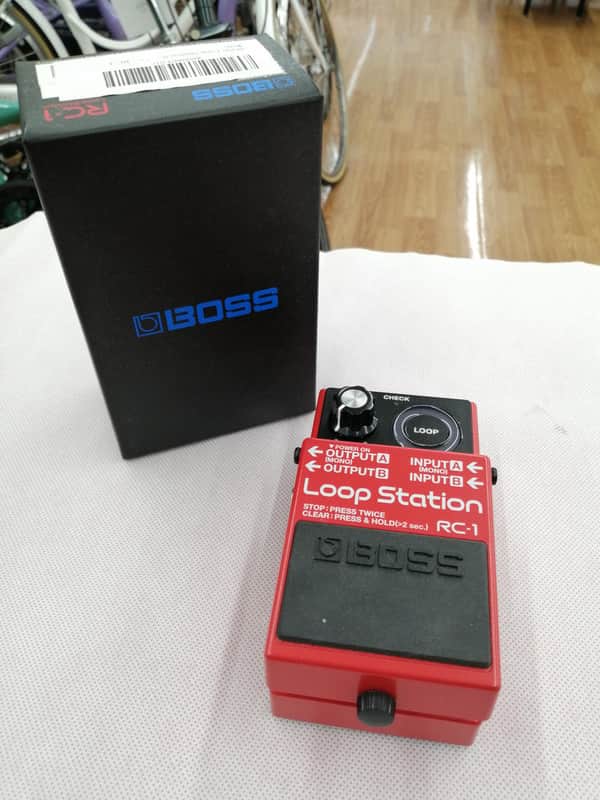 BOSS
RC-1
BOSS
CHECK
LOOP
▼POWER ON
←OUTPUT A
(MONO)
←OUTPUT B
INPUT A←
(MONO)
INPUT B←
Loop Station
STOP : PRESS TWICE
CLEAR : PRESS & HOLD(>2 sec.)
RC-1
BOSS